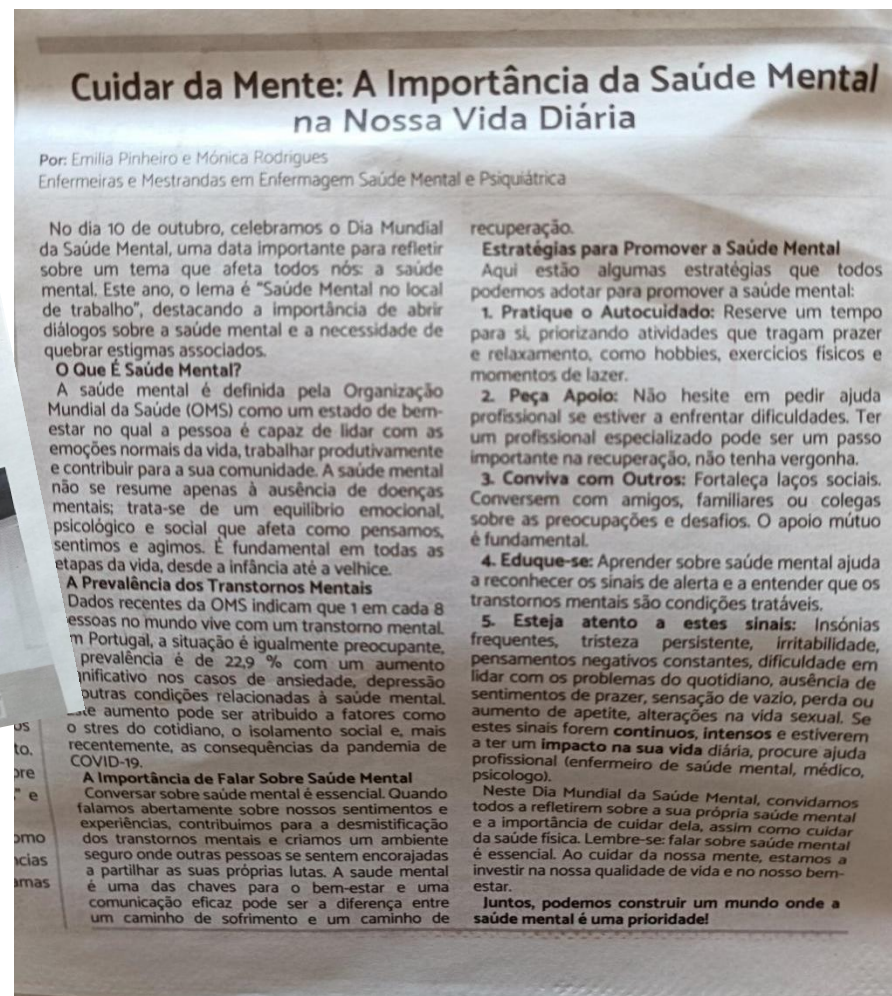 Cuidar da Mente: A Importância da Saúde Mental
na Nossa Vida Diária
Por: Emilia Pinheiro e Mónica Rodrigues
Enfermeiras e Mestrandas em Enfermagem Saúde Mental e Psiquiátrica
No dia 10 de outubro, celebramos o Dia Mundial
da Saúde Mental, uma data importante para refletir
sobre um tema que afeta todos nós: a saúde
mental. Este ano, o lema é “Saúde Mental no local
de trabalho”, destacando a importância de abrir
diálogos sobre a saúde mental e a necessidade de
quebrar estigmas associados.
O Que É Saúde Mental?
A saúde mental é definida pela Organização
Mundial da Saúde (OMS) como um estado de bem-
estar no qual a pessoa é capaz de lidar com as
emoções normais da vida, trabalhar produtivamente
e contribuir para a sua comunidade. A saúde mental
não se resume apenas à ausência de doenças
mentais; trata-se de um equilíbrio emocional,
psicológico e social que afeta como pensamos,
sentimos e agimos. É fundamental em todas as
etapas da vida, desde a infância até a velhice.
A Prevalência dos Transtornos Mentais
Dados recentes da OMS indicam que 1 em cada 8
essoas no mundo vive com um transtorno mental.
m Portugal, a situação é igualmente preocupante,
prevalência é de 22,9 % com um aumento
gnificativo nos casos de ansiedade, depressão
outras condições relacionadas à saúde mental.
te aumento pode ser atribuído a fatores como
o stres do cotidiano, o isolamento social e, mais
recentemente, as consequências da pandemia de
COVID-19.
A Importância de Falar Sobre Saúde Mental
Conversar sobre saúde mental é essencial. Quando
falamos abertamente sobre nossos sentimentos e
experiências, contribuimos para a desmistificação
dos transtornos mentais e criamos um ambiente
seguro onde outras pessoas se sentem encorajadas
a partilhar as suas próprias lutas. A saude mental
é uma das chaves para o bem-estar e uma
comunicação eficaz pode ser a diferença entre
um caminho de sofrimento e um caminho de
recuperação.
Estratégias para Promover a Saúde Mental
Aqui estão algumas estratégias que todos
podemos adotar para promover a saúde mental:
1. Pratique o Autocuidado: Reserve um tempo
para si, priorizando atividades que tragam prazer
e relaxamento, como hobbies, exercícios físicos e
momentos de lazer.
2. Peça Apoio: Não hesite em pedir ajuda
profissional se estiver a enfrentar dificuldades. Ter
um profissional especializado pode ser um passo
importante na recuperação, não tenha vergonha.
3. Conviva com Outros: Fortaleça laços sociais.
Conversem com amigos, familiares ou colegas
sobre as preocupações e desafios. O apoio mútuo
é fundamental.
4. Eduque-se: Aprender sobre saúde mental ajuda
a reconhecer os sinais de alerta e a entender que os
transtornos mentais são condições tratáveis.
5. Esteja atento a estes sinais: Insónias
frequentes, tristeza persistente, irritabilidade,
pensamentos negativos constantes, dificuldade em
lidar com os problemas do quotidiano, ausência de
sentimentos de prazer, sensação de vazio, perda ou
aumento de apetite, alterações na vida sexual. Se
estes sinais forem contínuos, intensos e estiverem
a ter um impacto na sua vida diária, procure ajuda
profissional (enfermeiro de saúde mental, médico,
psicologo).
Neste Dia Mundial da Saúde Mental, convidamos
todos a refletirem sobre a sua própria saúde mental
e a importância de cuidar dela, assim como cuidar
da saúde física. Lembre-se: falar sobre saúde mental
é essencial. Ao cuidar da nossa mente, estamos a
investir na nossa qualidade de vida e no nosso bem-
estar.
Juntos, podemos construir um mundo onde a
saúde mental é uma prioridade!